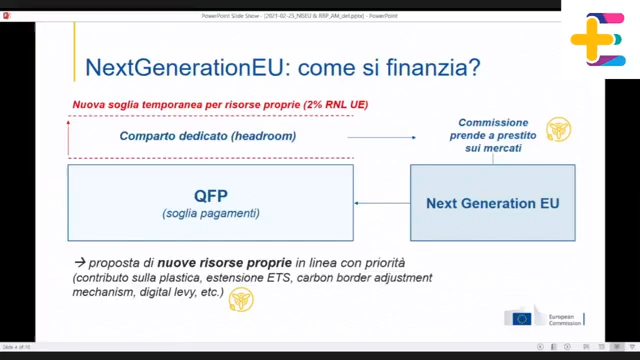 PowerPoint Slide Show - [2021-02-25_NGEU & RRP_AM_def.pptx] - PowerPoint
NextGenerationEU: come si finanzia?
Nuova soglia temporanea per risorse proprie (2% RNL UE)
Comparto dedicato (headroom)
Commissione
prende a prestito
sui mercati
QFP
(soglia pagamenti)
Next Generation EU
→ proposta di nuove risorse proprie in linea con priorità
(contributo sulla plastica, estensione ETS, carbon border adjustment
mechanism, digital levy, etc.)
European
Commission